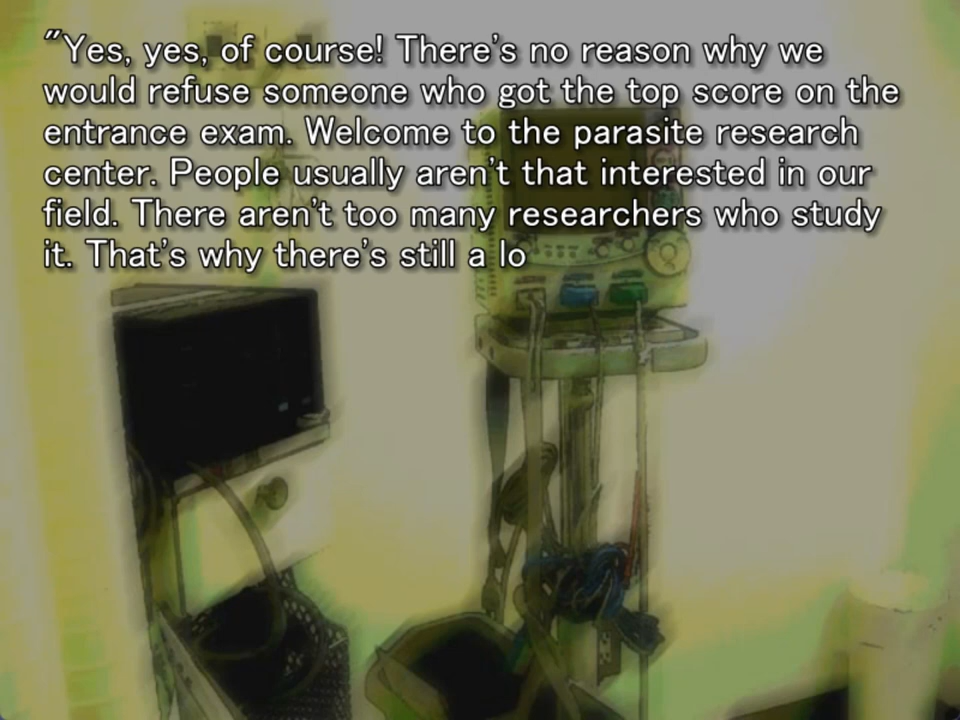 "Yes, yes, of course! There's no reason why we
would refuse someone who got the top score on the
entrance exam. Welcome to the parasite research
center. People usually aren't that interested in our
field. There aren't too many researchers who study
it. That's why there's still a lo